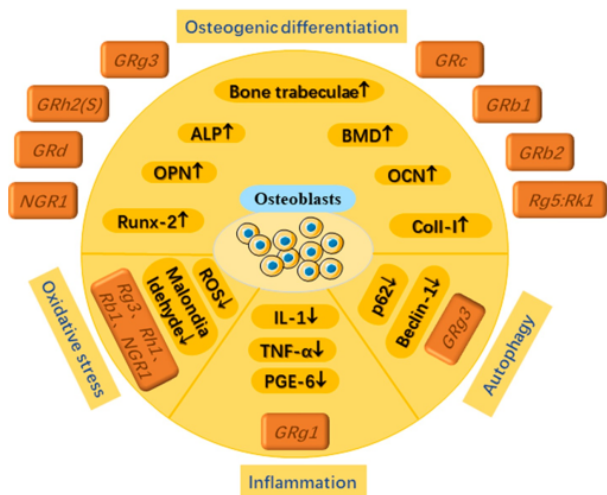 Osteogenic differentiation
GRg3
GRc
GRh2(S)
GRb1
GRd
GRb2
NGR1
Rg5:Rk1
Bone trabeculae↑
ALP↑
BMD↑
OPN↑
OCN↑
Runx-2↑
Coll-I↑
Osteoblasts
Oxidative stress
Rg3、Rh1、
Rb1、NGR1
Malondia
ldehyde↓
ROS↓
IL-1↓
TNF-α↓
PGE-6↓
GRg1
Inflammation
p62↓
Beclin-1↓
GRg3
Autophagy